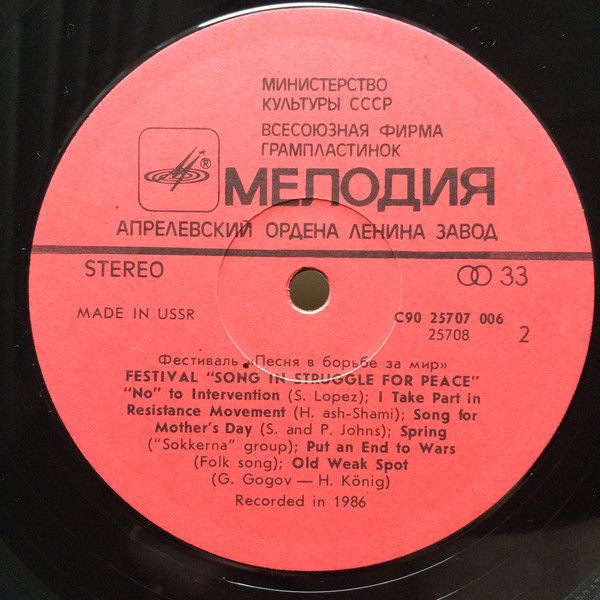 МИНИСТЕРСТВО
КУЛЬТУРЫ СССР
ВСЕСОЮЗНАЯ ФИРМА
ГРАМПЛАСТИНОК
®
МЕЛОДИЯ
АПРЕЛЕВСКИЙ ОРДЕНА ЛЕНИНА ЗАВОД
STEREO
33
MADE IN USSR
С90 25707 006
25708
2
Фестиваль «Песня в борьбе за мир»
FESTIVAL "SONG IN STRUGGLE FOR PEACE"
"No" to Intervention (S. Lopez); I Take Part in
Resistance Movement (H. ash-Shami); Song for
Mother's Day (S. and P. Johns); Spring
("Sokkerna" group); Put an End to Wars
(Folk song); Old Weak Spot
(G. Gogov — H. König)
Recorded in 1986